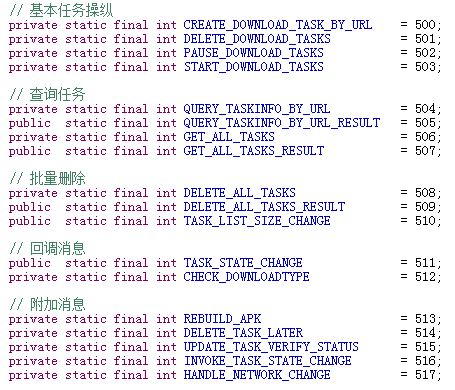 // 基本任务操纵
private static final int CREATE_DOWNLOAD_TASK_BY_URL = 500;
private static final int DELETE_DOWNLOAD_TASKS = 501;
private static final int PAUSE_DOWNLOAD_TASKS = 502;
private static final int START_DOWNLOAD_TASKS = 503;
// 查询任务
private static final int QUERY_TASKINFO_BY_URL = 504;
public static final int QUERY_TASKINFO_BY_URL_RESULT = 505;
private static final int GET_ALL_TASKS = 506;
public static final int GET_ALL_TASKS_RESULT = 507;
// 批量删除
private static final int DELETE_ALL_TASKS = 508;
public static final int DELETE_ALL_TASKS_RESULT = 509;
public static final int TASK_LIST_SIZE_CHANGE = 510;
// 回调消息
public static final int TASK_STATE_CHANGE = 511;
private static final int CHECK_DOWNLOADTYPE = 512;
// 附加消息
private static final int REBUILD_APK = 513;
private static final int DELETE_TASK_LATER = 514;
private static final int UPDATE_TASK_VERIFY_STATUS = 515;
private static final int INVOKE_TASK_STATE_CHANGE = 516;
private static final int HANDLE_NETWORK_CHANGE = 517;